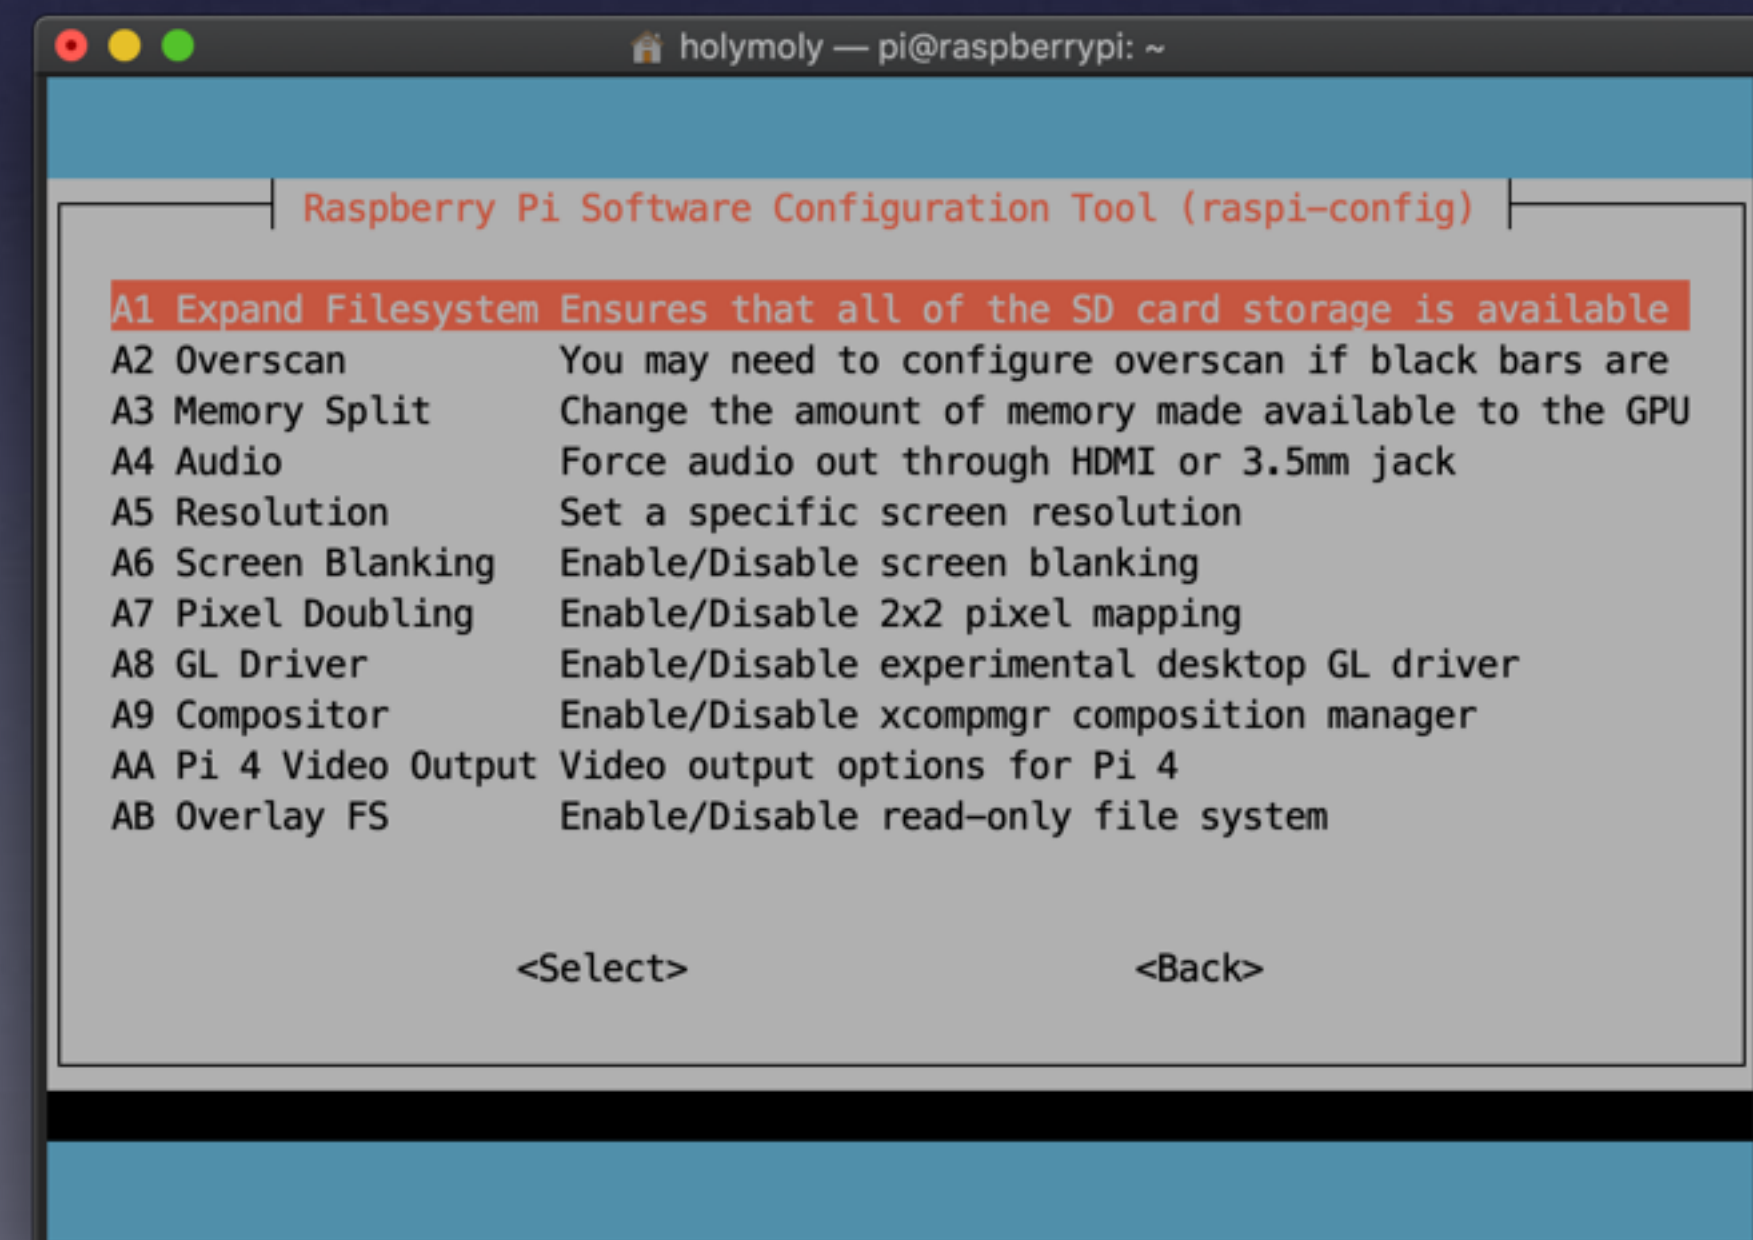 holymoly — pi@raspberrypi: ~
Raspberry Pi Software Configuration Tool (raspi-config)
A1 Expand Filesystem Ensures that all of the SD card storage is available
A2 Overscan You may need to configure overscan if black bars are
A3 Memory Split Change the amount of memory made available to the GPU
A4 Audio Force audio out through HDMI or 3.5mm jack
A5 Resolution Set a specific screen resolution
A6 Screen Blanking Enable/Disable screen blanking
A7 Pixel Doubling Enable/Disable 2x2 pixel mapping
A8 GL Driver Enable/Disable experimental desktop GL driver
A9 Compositor Enable/Disable xcompmgr composition manager
AA Pi 4 Video Output Video output options for Pi 4
AB Overlay FS Enable/Disable read-only file system
<Select> <Back>